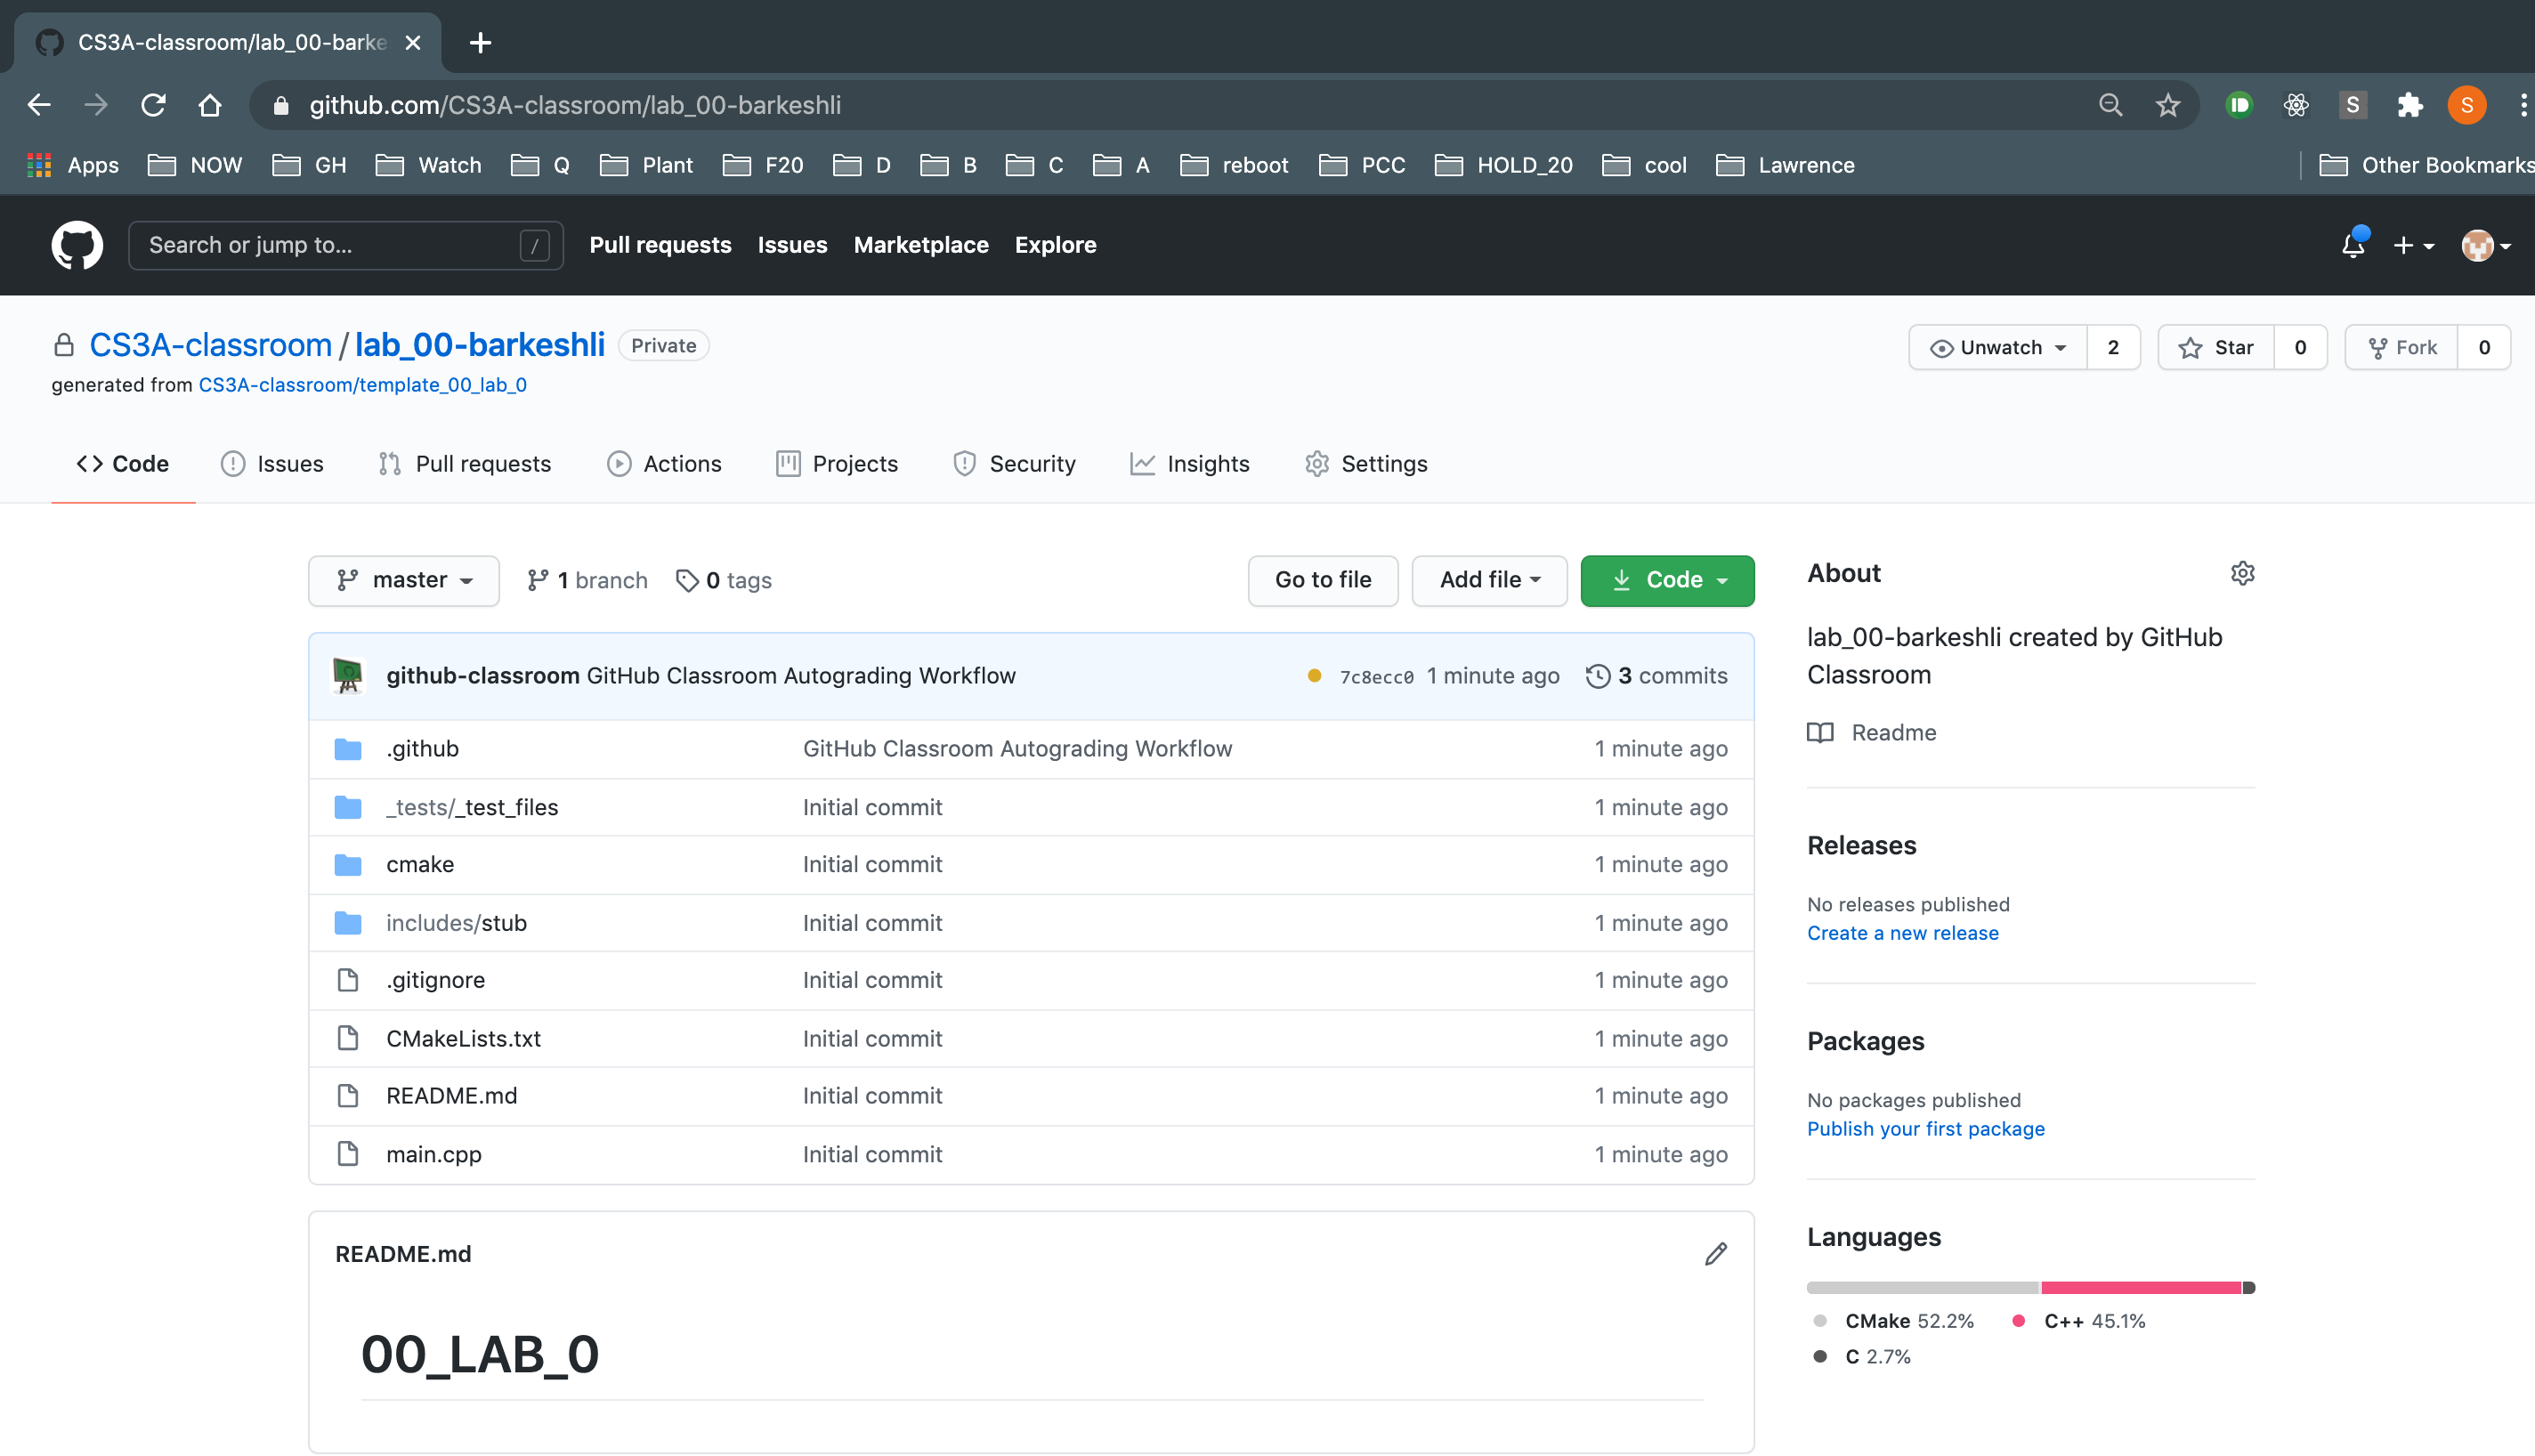 CS3A-classroom/lab_00-barke
github.com/CS3A-classroom/lab_00-barkeshli
S
S
Apps NOW GH Watch Q Plant F20 D B C A reboot PCC HOLD_20 cool Lawrence Other Bookmarks
Search or jump to... / Pull requests Issues Marketplace Explore
CS3A-classroom / lab_00-barkeshli Private Unwatch 2 Star 0 Fork 0
generated from CS3A-classroom/template_00_lab_0
Code Issues Pull requests Actions Projects Security Insights Settings
master 1 branch 0 tags Go to file Add file Code
github-classroom GitHub Classroom Autograding Workflow 7c8ecc0 1 minute ago 3 commits
.github GitHub Classroom Autograding Workflow 1 minute ago
_tests/_test_files Initial commit 1 minute ago
cmake Initial commit 1 minute ago
includes/stub Initial commit 1 minute ago
.gitignore Initial commit 1 minute ago
CMakeLists.txt Initial commit 1 minute ago
README.md Initial commit 1 minute ago
main.cpp Initial commit 1 minute ago
README.md
00_LAB_0
About
lab_00-barkeshli created by GitHub
Classroom
Readme
Releases
No releases published
Create a new release
Packages
No packages published
Publish your first package
Languages
CMake 52.2% C++ 45.1%
C 2.7%